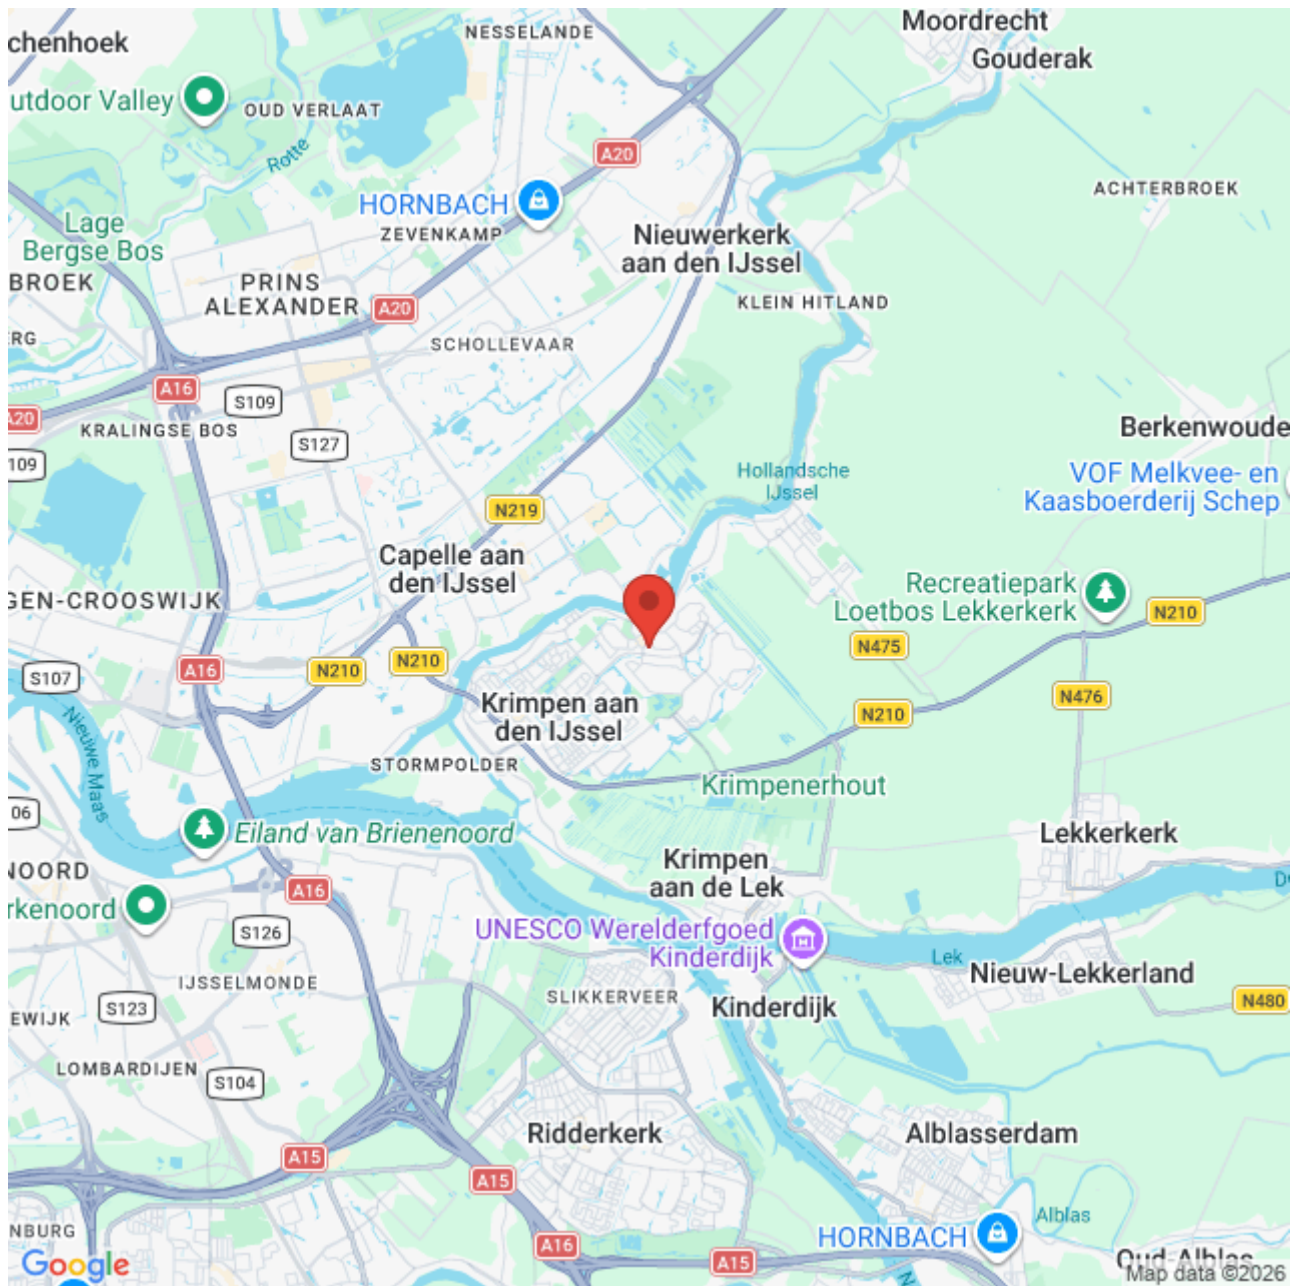 Moordrecht
NESSELANDE
chenhoek
Gouderak
utdoor Valley
OUD VERLAAT
Rotte
A20
ACHTERBROEK
HORNBACH
Lage
Bergse Bos
ZEVENKAMP
Nieuwerkerk
aan den IJssel
BROEK
PRINS
ALEXANDER
A20
KLEIN HITLAND
ERG
SCHOLLEVAAR
A16
S109
A20
KRALINGSE BOS
S127
Berkenwoude
109
Hollandsche
IJssel
VOF Melkvee- en
Kaasboerderij Schep
N219
Capelle aan
den IJssel
Recreatiepark
Loetbos Lekkerkerk
GEN-CROOSWIJK
N210
N475
N210
N210
A16
S107
N476
Krimpen aan
den IJssel
N210
Nieuwe Maas
STORMPOLDER
Krimpenerhout
06
Eiland van Brienenoord
Lekkerkerk
NOORD
Krimpen
aan de Lek
A16
rkenoord
S126
UNESCO Werelderfgoed
Kinderdijk
Lek
Nieuw-Lekkerland
IJSSELMONDE
SLIKKERVEER
N480
S123
Kinderdijk
EWIJK
LOMBARDIJEN
S104
Ridderkerk
Alblasserdam
A15
A15
Alblas
NBURG
HORNBACH
A16
A15
Oud-Alblas
Google
Map data ©2026